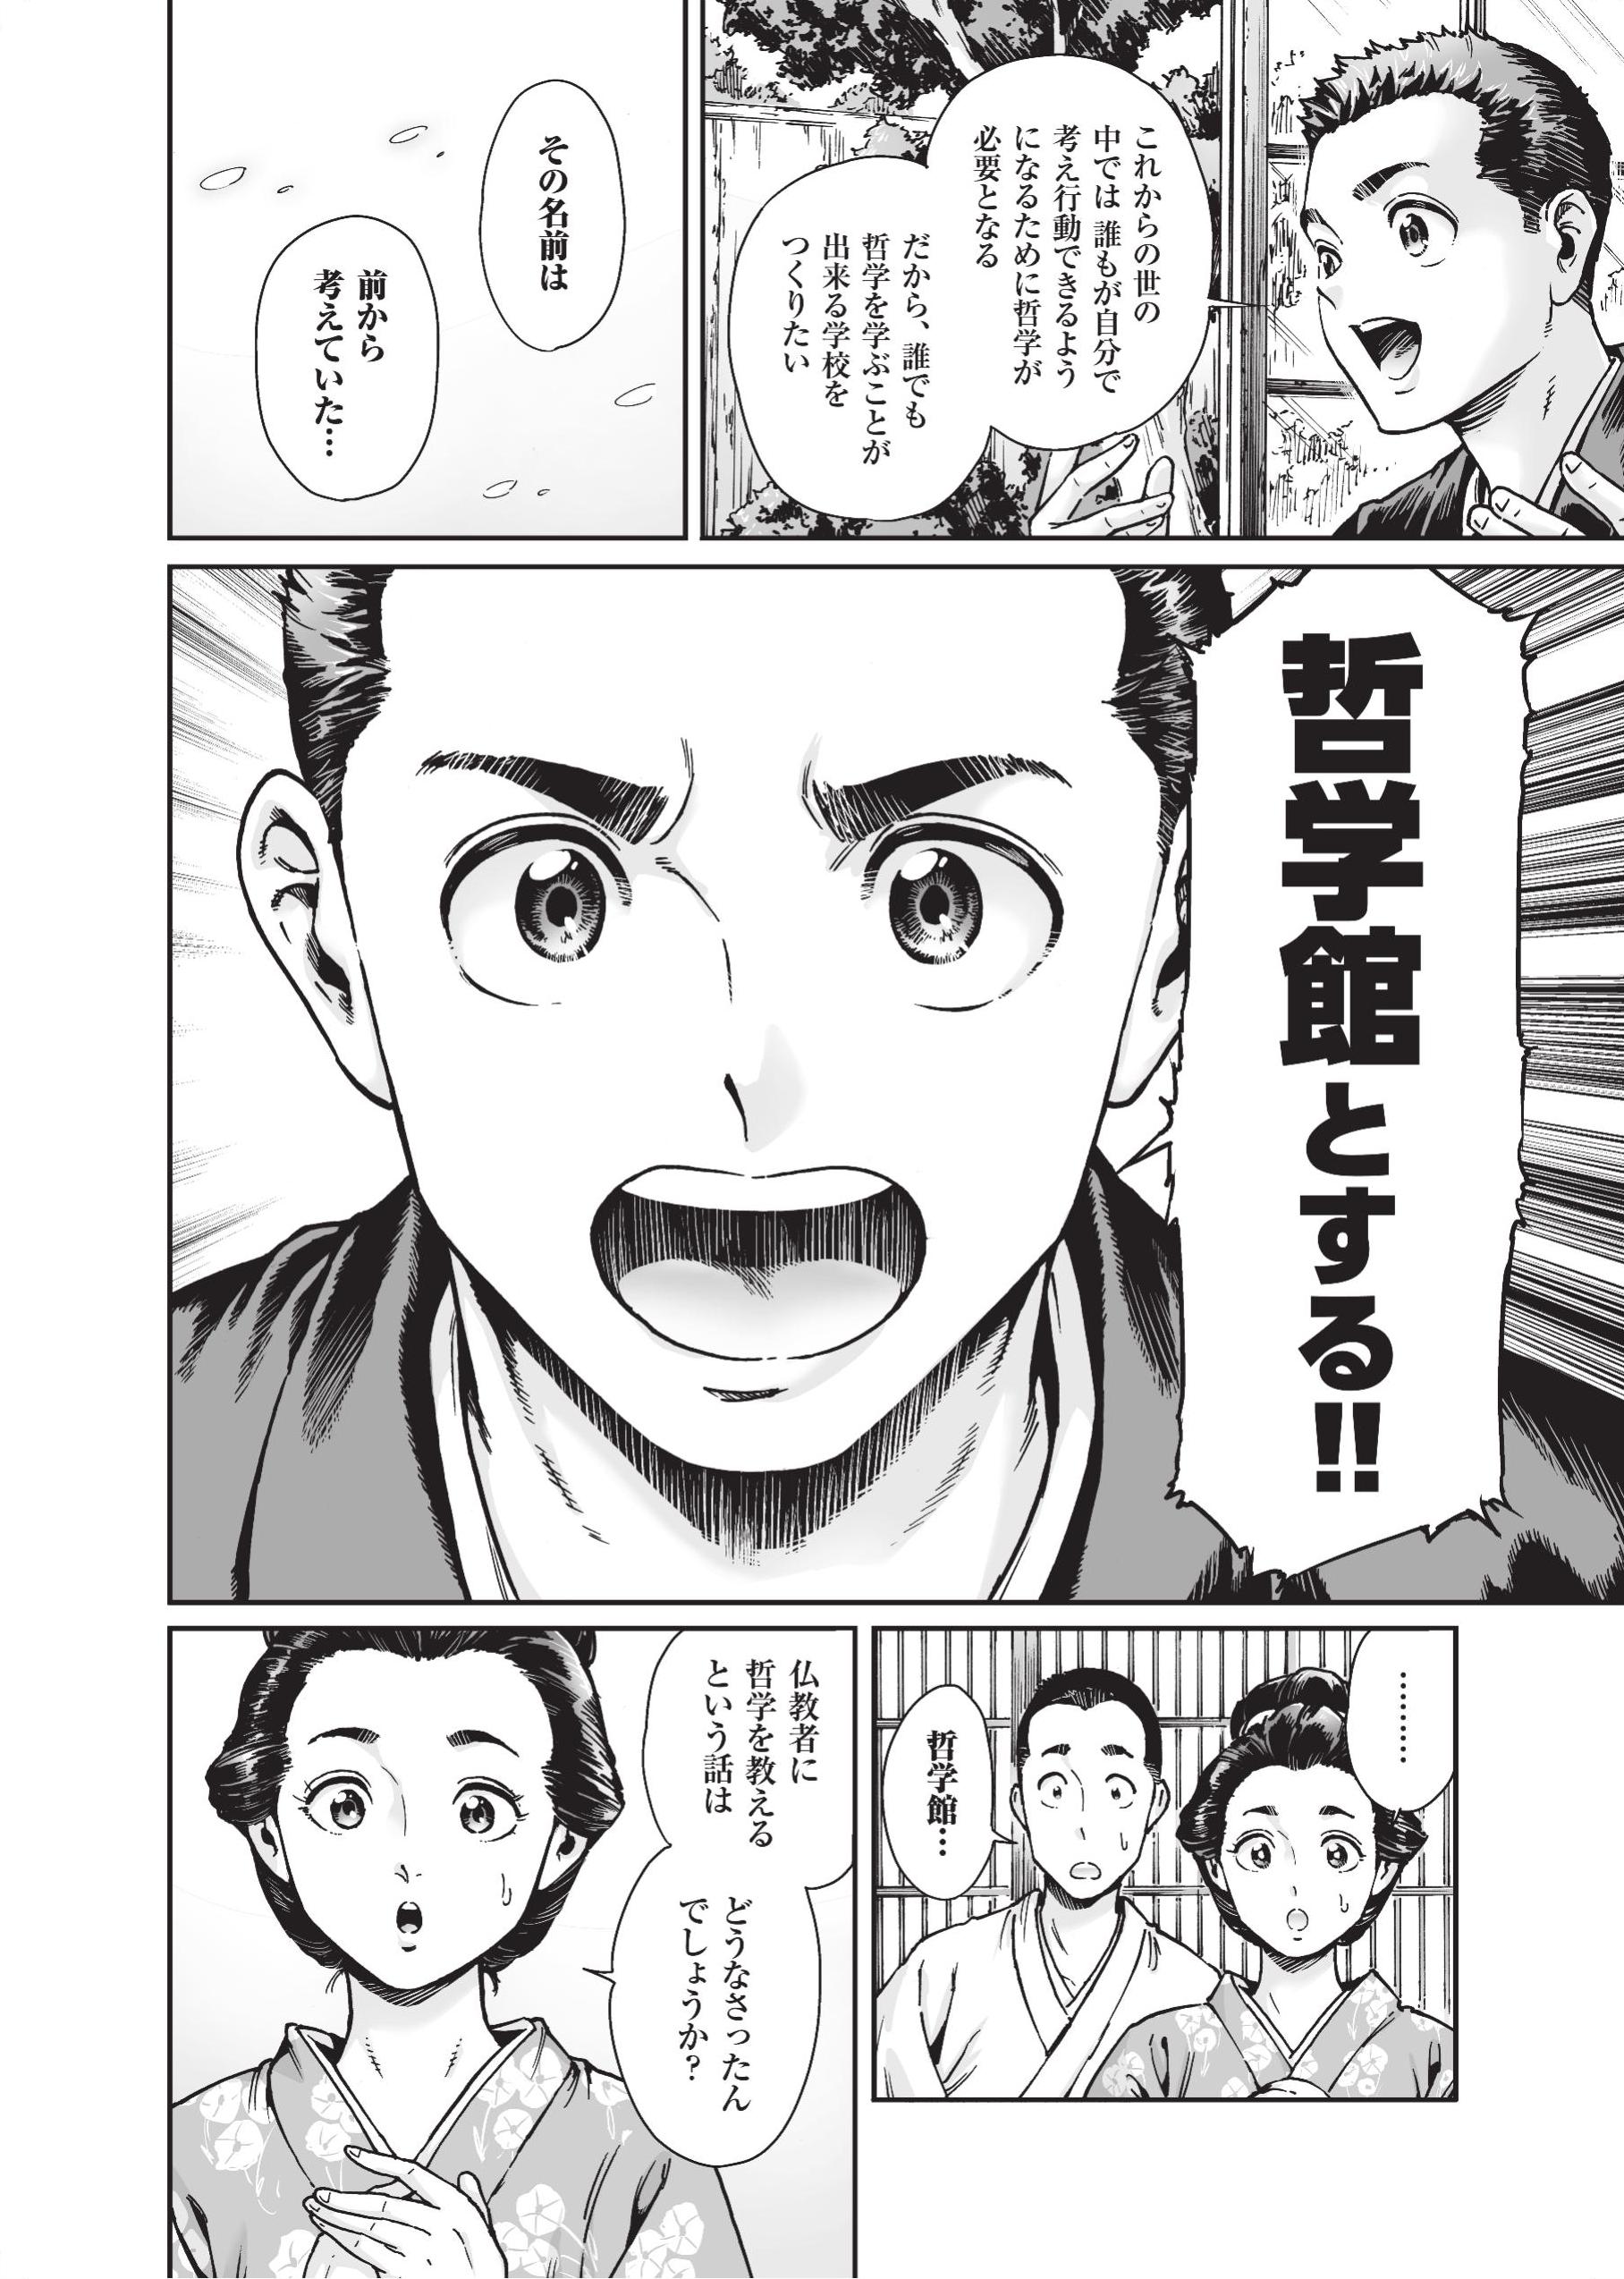 これからの世の
中では 誰もが自分で
考え行動できるよう
になるために哲学が
必要となる
だから、誰でも
哲学を学ぶことが
出来る学校を
つくりたい
その名前は
前から
考えていた…
哲学館とする!!
………
哲学館…
仏教者に
哲学を教える
という話は
どうなさったん
でしょうか？